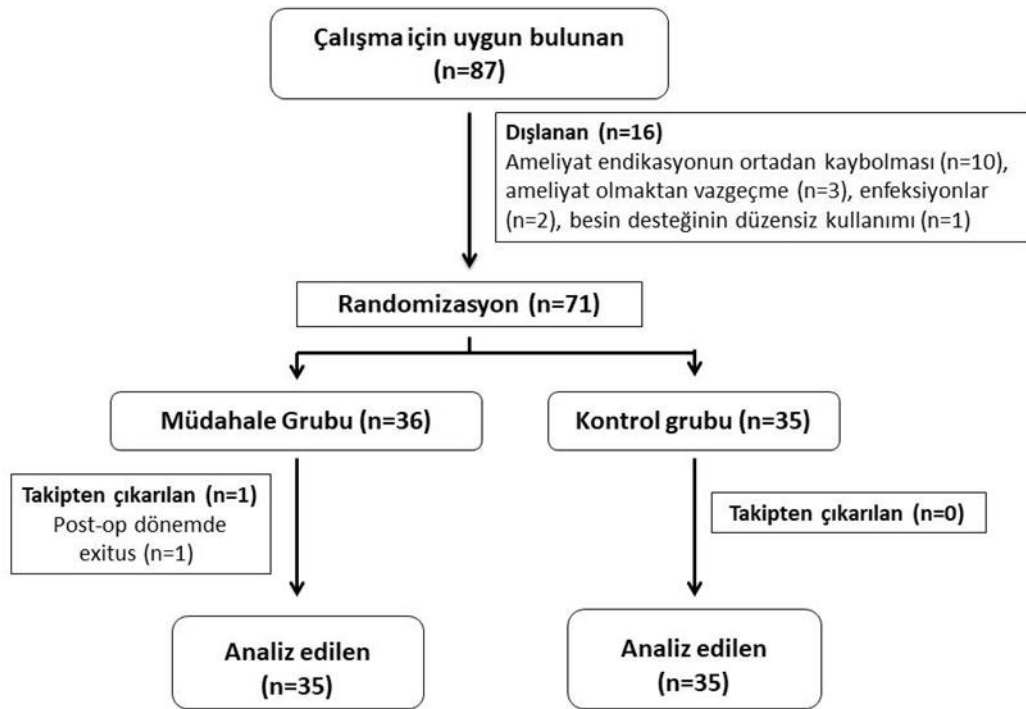 Çalışma için uygun bulunan
(n=87)
Dışlanan (n=16)
Ameliyat endikasyonun ortadan kaybolması (n=10),
ameliyat olmaktan vazgeçme (n=3), enfeksiyonlar
(n=2), besin desteğinin düzensiz kullanımı (n=1)
Randomizasyon (n=71)
Müdahale Grubu (n=36)
Kontrol grubu (n=35)
Takipten çıkarılan (n=1)
Post-op dönemde
exitus (n=1)
Takipten çıkarılan (n=0)
Analiz edilen
(n=35)
Analiz edilen
(n=35)